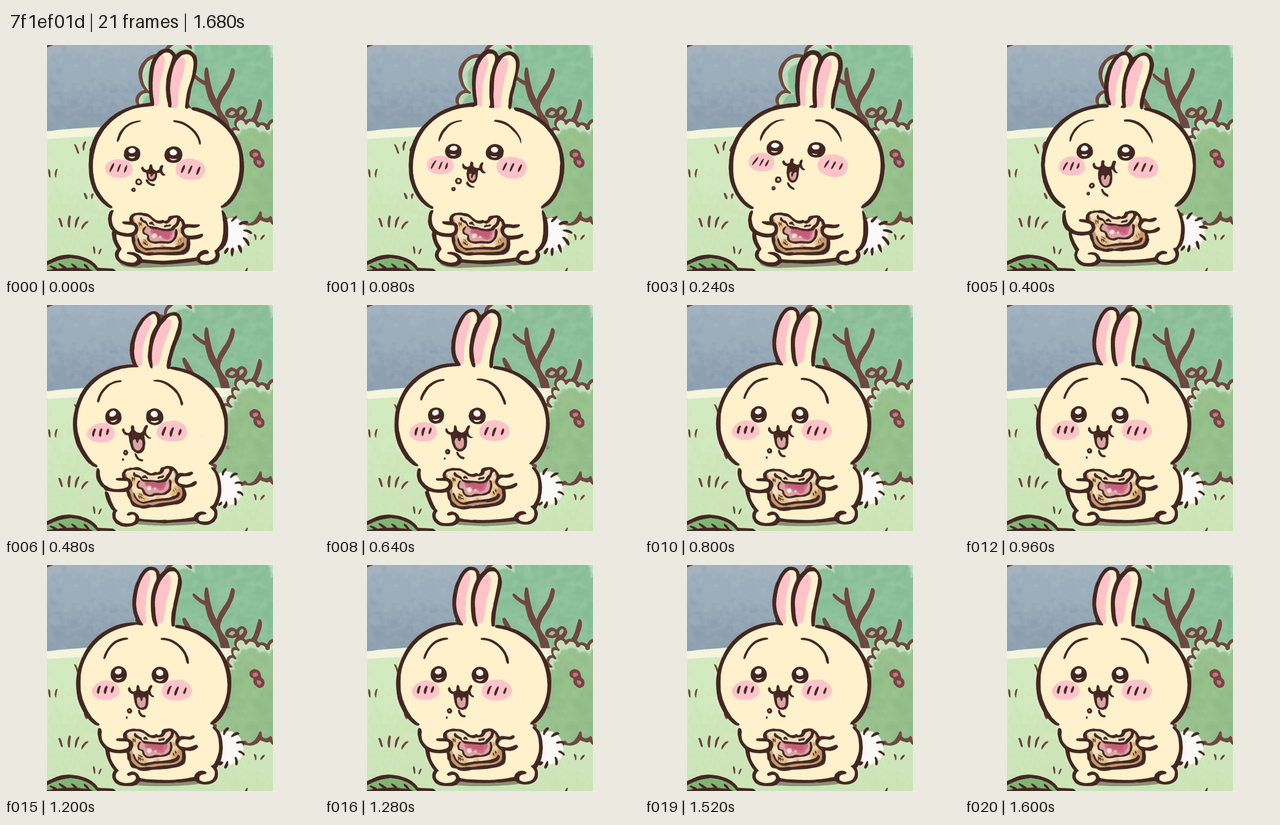 7f1ef01d | 21 frames | 1.680s
f000 | 0.000s
f001 | 0.080s
f003 | 0.240s
f005 | 0.400s
f006 | 0.480s
f008 | 0.640s
f010 | 0.800s
f012 | 0.960s
f015 | 1.200s
f016 | 1.280s
f019 | 1.520s
f020 | 1.600s